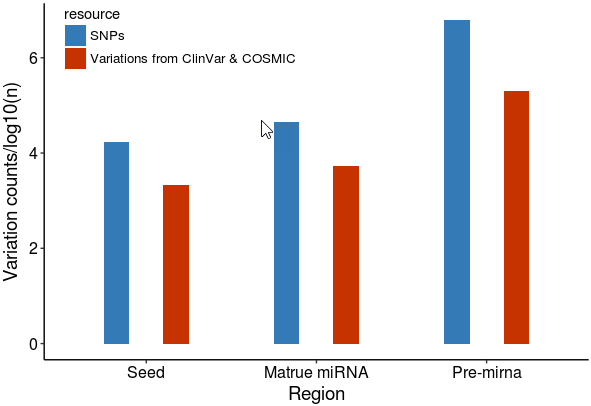 resource
SNPs
Variations from ClinVar & COSMIC
Variation counts/log10(n)
6
4
2
0
Seed
Matrue miRNA
Pre-mirna
Region